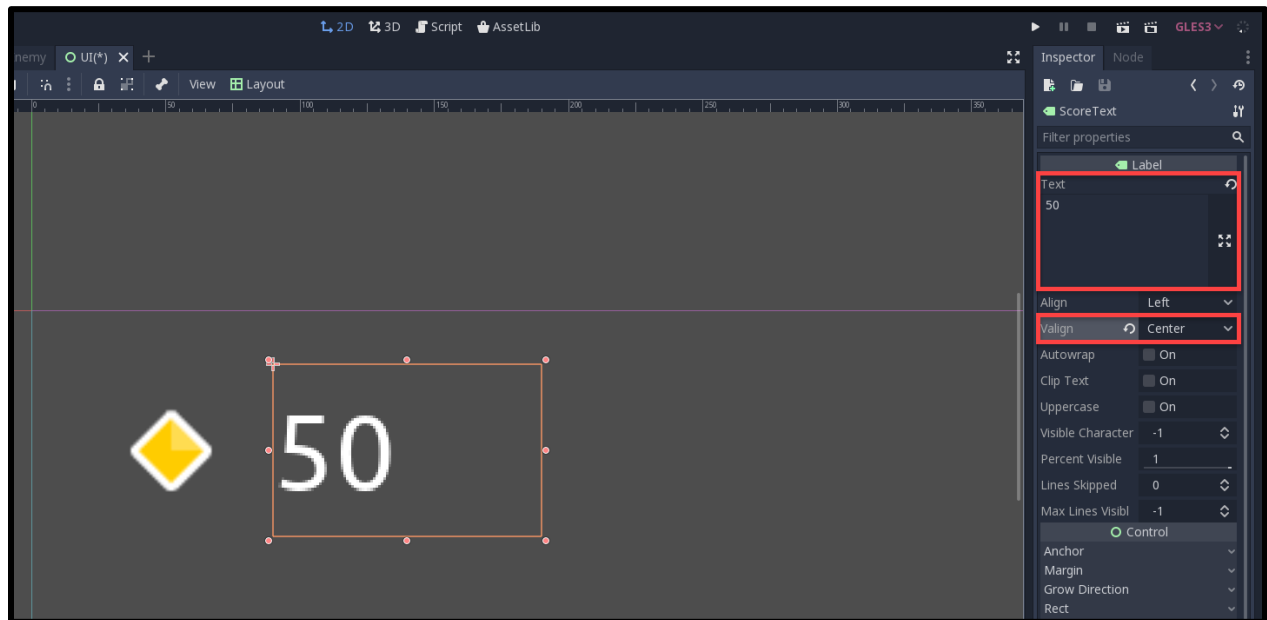 2D 3D Script AssetLib GLES3
nemy UI(*) Inspector Node
View Layout
0 50 100 150 200 250 300 350
ScoreText
Filter properties
Label
Text
50
Align Left
Valign Center
Autowrap On
Clip Text On
Uppercase On
Visible Character -1
Percent Visible 1
Lines Skipped 0
Max Lines Visibl -1
Control
Anchor
Margin
Grow Direction
Rect
50